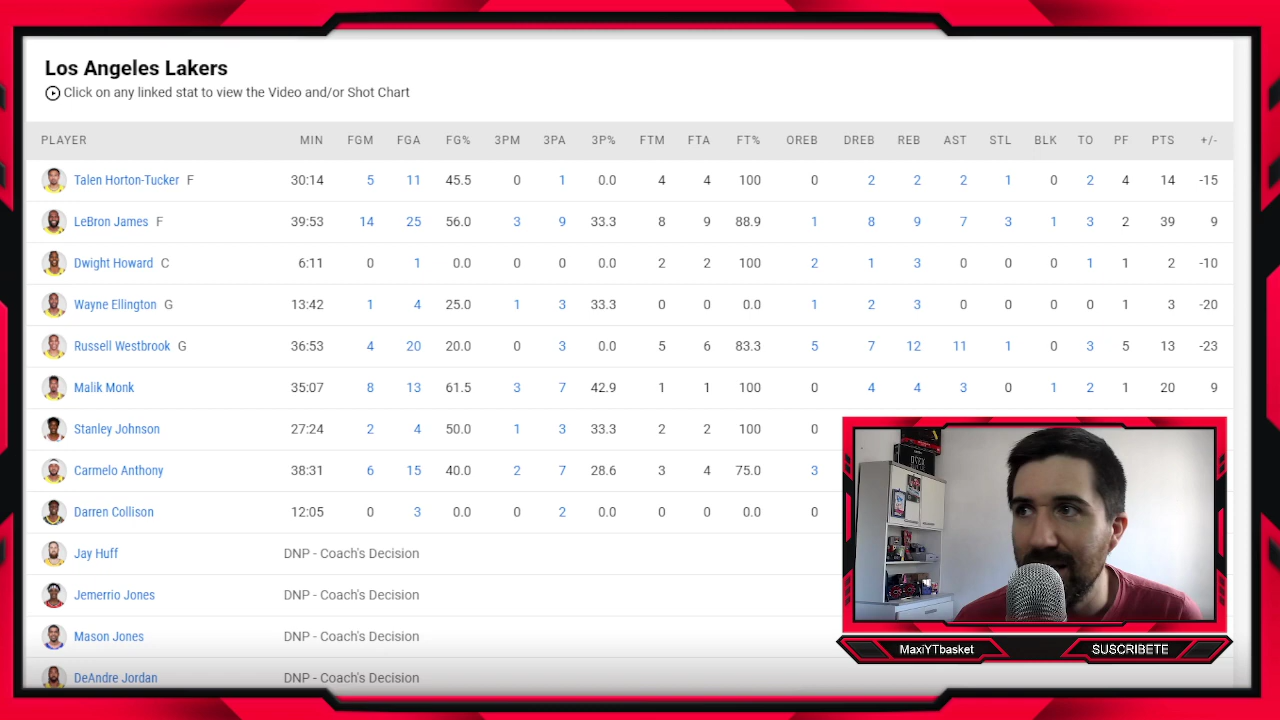 Los Angeles Lakers
Click on any linked stat to view the Video and/or Shot Chart
PLAYER MIN FGM FGA FG% 3PM 3PA 3P% FTM FTA FT% OREB DREB REB AST STL BLK TO PF PTS +/-
Talen Horton-Tucker F 30:14 5 11 45.5 0 1 0.0 4 4 100 0 2 2 2 1 0 2 4 14 -15
LeBron James F 39:53 14 25 56.0 3 9 33.3 8 9 88.9 1 8 9 7 3 1 3 2 39 9
Dwight Howard C 6:11 0 1 0.0 0 0 0.0 2 2 100 2 1 3 0 0 0 1 1 2 -10
Wayne Ellington G 13:42 1 4 25.0 1 3 33.3 0 0 0.0 1 2 3 0 0 0 0 1 3 -20
Russell Westbrook G 36:53 4 20 20.0 0 3 0.0 5 6 83.3 5 7 12 11 1 0 3 5 13 -23
Malik Monk 35:07 8 13 61.5 3 7 42.9 1 1 100 0 4 4 3 0 1 2 1 20 9
Stanley Johnson 27:24 2 4 50.0 1 3 33.3 2 2 100 0
Carmelo Anthony 38:31 6 15 40.0 2 7 28.6 3 4 75.0 3
Darren Collison 12:05 0 3 0.0 0 2 0.0 0 0 0.0 0
Jay Huff DNP - Coach's Decision
Jemerrio Jones DNP - Coach's Decision
Mason Jones DNP - Coach's Decision
DeAndre Jordan DNP - Coach's Decision
MaxiYTbasket SUSCRIBETE